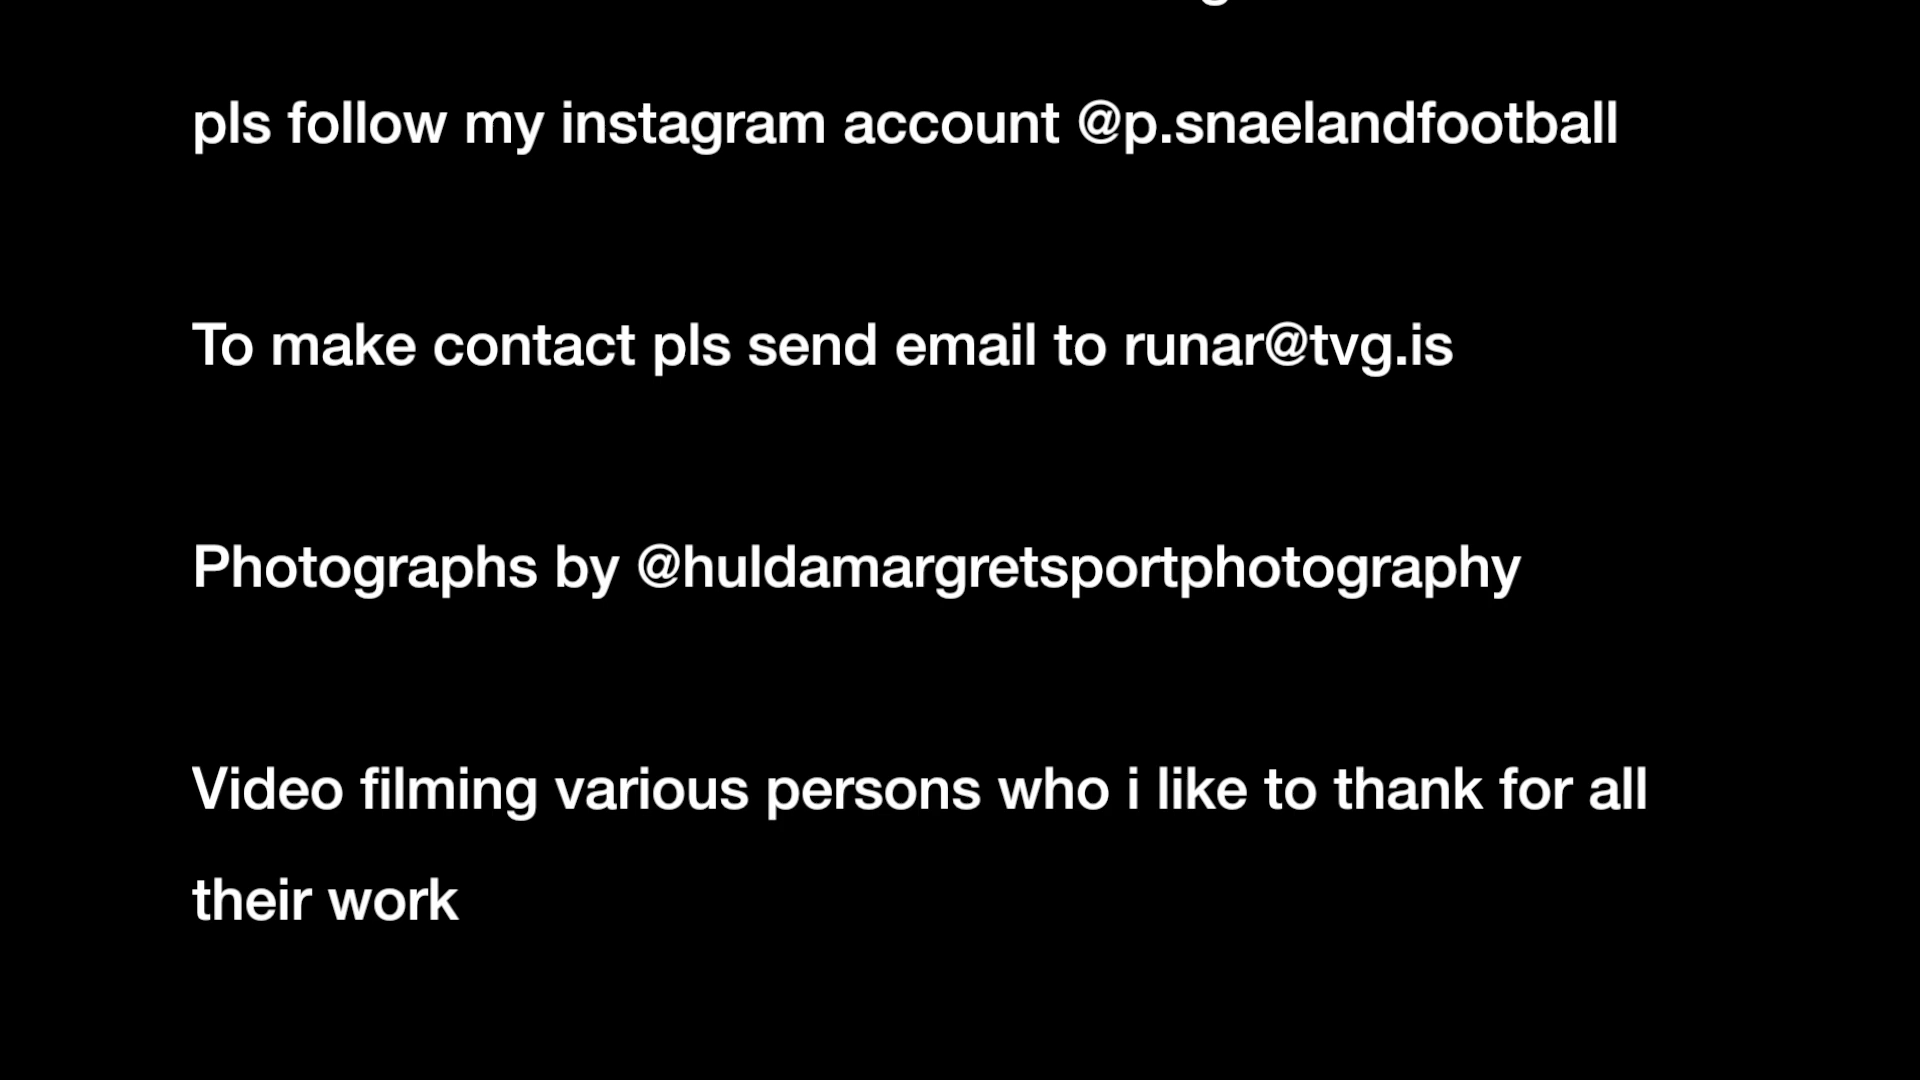 pls follow my instagram account @p.snaelandfootball
To make contact pls send email to runar@tvg.is
Photographs by @huldamargretsportphotography
Video filming various persons who i like to thank for all
their work